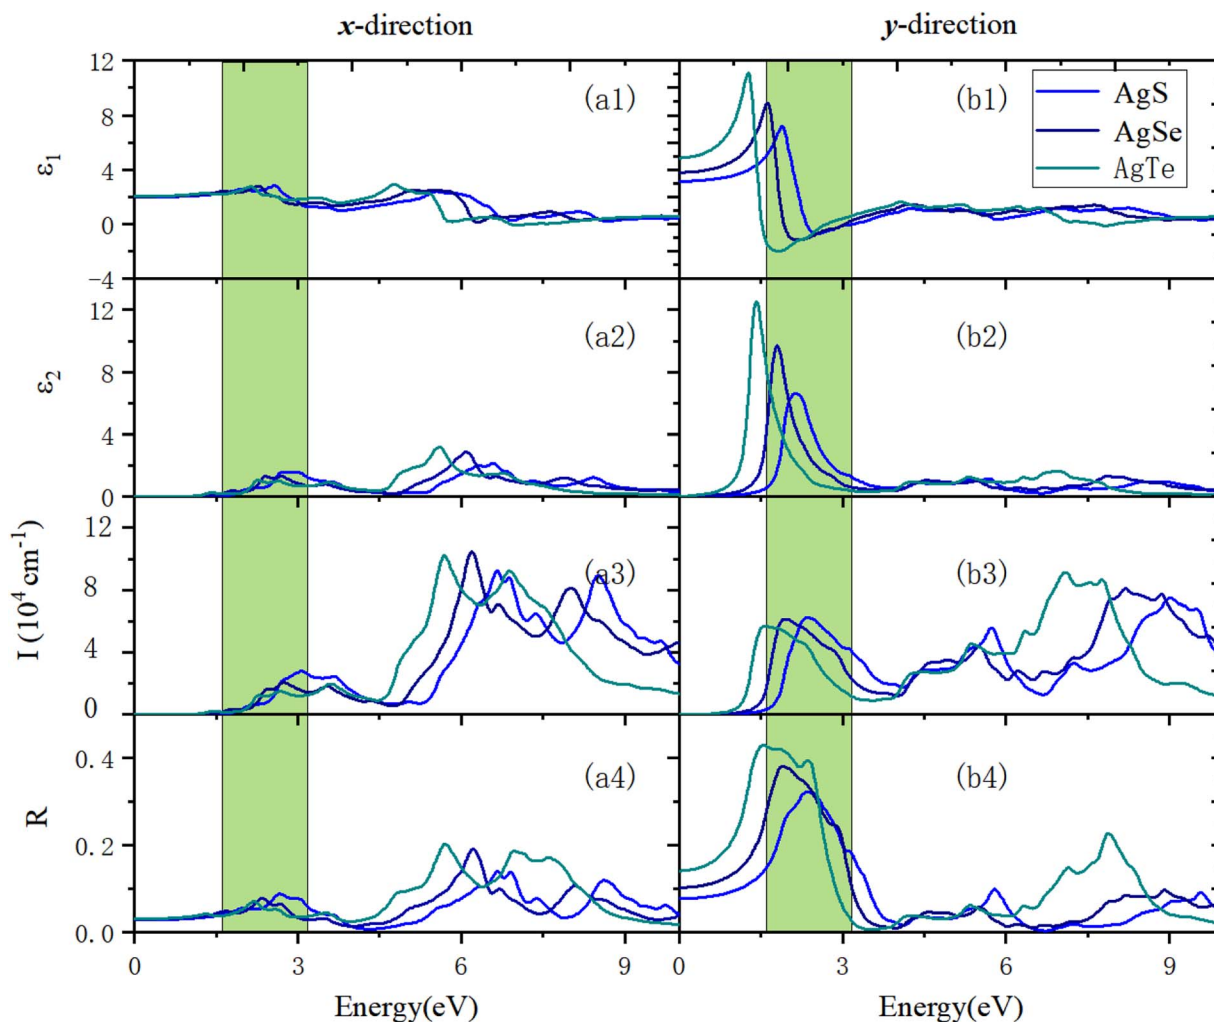 x-direction
y-direction
12
8
4
0
-4
ε1
(a1)
(b1)
AgS
AgSe
AgTe
12
8
4
0
ε2
(a2)
(b2)
12
8
4
0
I (10⁴ cm⁻¹)
(a3)
(b3)
0.4
0.2
0.0
R
(a4)
(b4)
0 3 6 9 0 3 6 9
Energy(eV) Energy(eV)